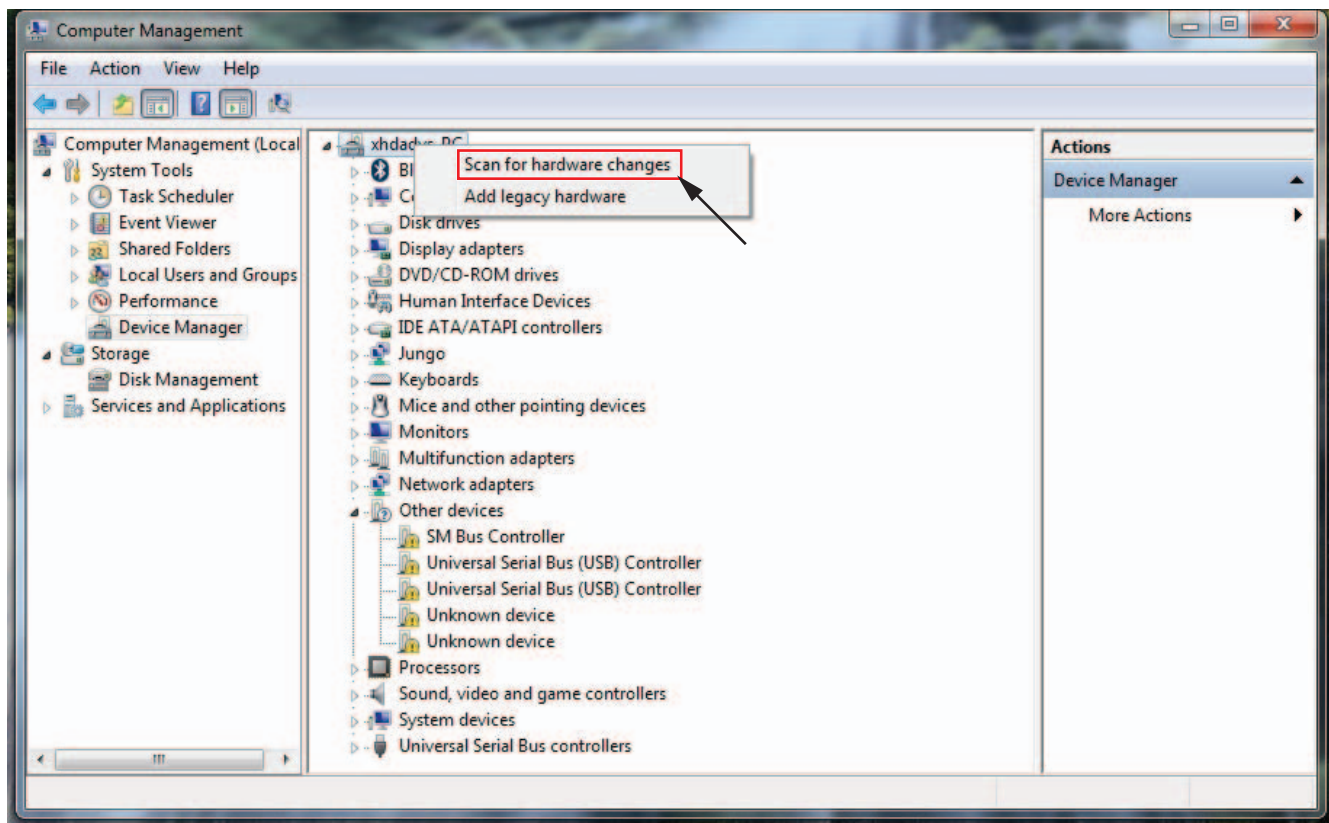 Computer Management
File Action View Help
Computer Management (Local
System Tools
Task Scheduler
Event Viewer
Shared Folders
Local Users and Groups
Performance
Device Manager
Storage
Disk Management
Services and Applications
Scan for hardware changes
Add legacy hardware
Disk drives
Display adapters
DVD/CD-ROM drives
Human Interface Devices
IDE ATA/ATAPI controllers
Jungo
Keyboards
Mice and other pointing devices
Monitors
Multifunction adapters
Network adapters
Other devices
SM Bus Controller
Universal Serial Bus (USB) Controller
Universal Serial Bus (USB) Controller
Unknown device
Unknown device
Processors
Sound, video and game controllers
System devices
Universal Serial Bus controllers
Actions
Device Manager
More Actions